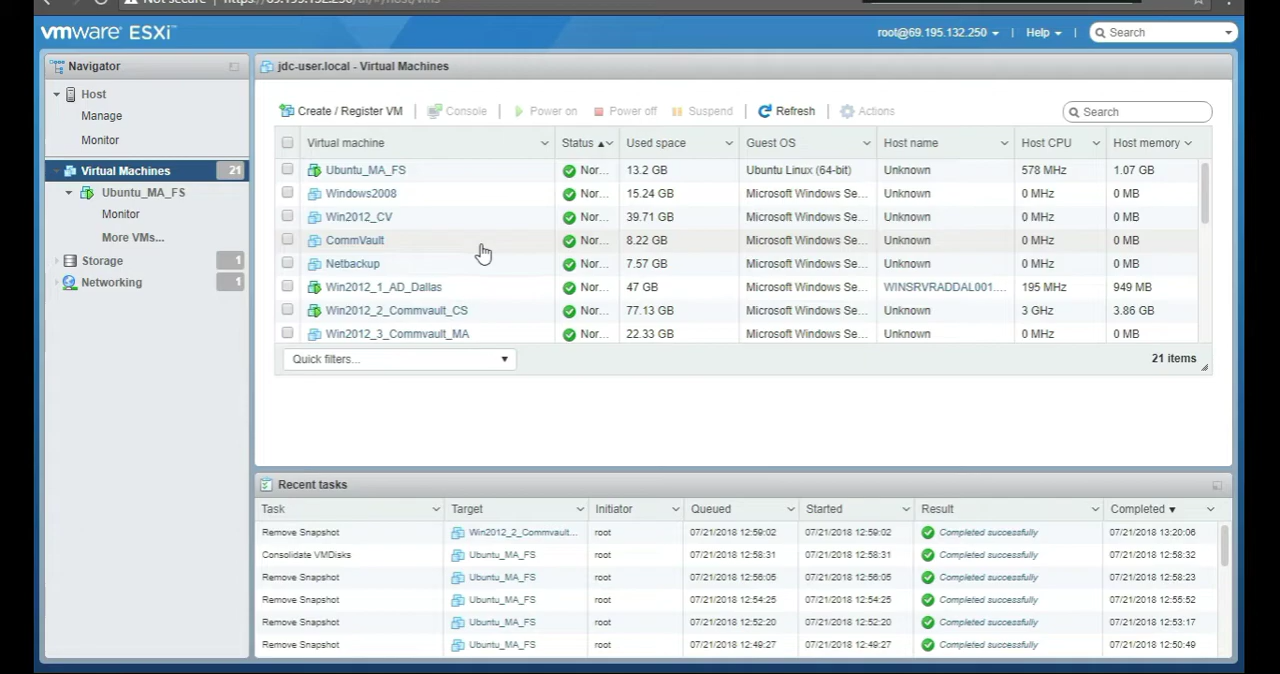 Not secure | https://69.195.132.250/ui/#/host/vms
vmware ESXi™
root@69.195.132.250 | Help | Search
Navigator
Host
Manage
Monitor
Virtual Machines 21
Ubuntu_MA_FS
Monitor
More VMs...
Storage 1
Networking 1
jdc-user.local - Virtual Machines
Create / Register VM | Console | Power on Power off Suspend | Refresh | Actions Search
Virtual machine Status Used space Guest OS Host name Host CPU Host memory
Ubuntu_MA_FS Nor... 13.2 GB Ubuntu Linux (64-bit) Unknown 578 MHz 1.07 GB
Windows2008 Nor... 15.24 GB Microsoft Windows Se... Unknown 0 MHz 0 MB
Win2012_CV Nor... 39.71 GB Microsoft Windows Se... Unknown 0 MHz 0 MB
CommVault Nor... 8.22 GB Microsoft Windows Se... Unknown 0 MHz 0 MB
Netbackup Nor... 7.57 GB Microsoft Windows Se... Unknown 0 MHz 0 MB
Win2012_1_AD_Dallas Nor... 47 GB Microsoft Windows Se... WINSRVRADDAL001.... 195 MHz 949 MB
Win2012_2_Commvault_CS Nor... 77.13 GB Microsoft Windows Se... Unknown 3 GHz 3.86 GB
Win2012_3_Commvault_MA Nor... 22.33 GB Microsoft Windows Se... Unknown 0 MHz 0 MB
Quick filters... 21 items
Recent tasks
Task Target Initiator Queued Started Result Completed
Remove Snapshot Win2012_2_Commvault... root 07/21/2018 12:59:02 07/21/2018 12:59:02 Completed successfully 07/21/2018 13:20:06
Consolidate VMDisks Ubuntu_MA_FS root 07/21/2018 12:58:31 07/21/2018 12:58:31 Completed successfully 07/21/2018 12:58:32
Remove Snapshot Ubuntu_MA_FS root 07/21/2018 12:56:05 07/21/2018 12:56:05 Completed successfully 07/21/2018 12:58:23
Remove Snapshot Ubuntu_MA_FS root 07/21/2018 12:54:25 07/21/2018 12:54:25 Completed successfully 07/21/2018 12:55:52
Remove Snapshot Ubuntu_MA_FS root 07/21/2018 12:52:20 07/21/2018 12:52:20 Completed successfully 07/21/2018 12:53:17
Remove Snapshot Ubuntu_MA_FS root 07/21/2018 12:49:27 07/21/2018 12:49:27 Completed successfully 07/21/2018 12:50:49